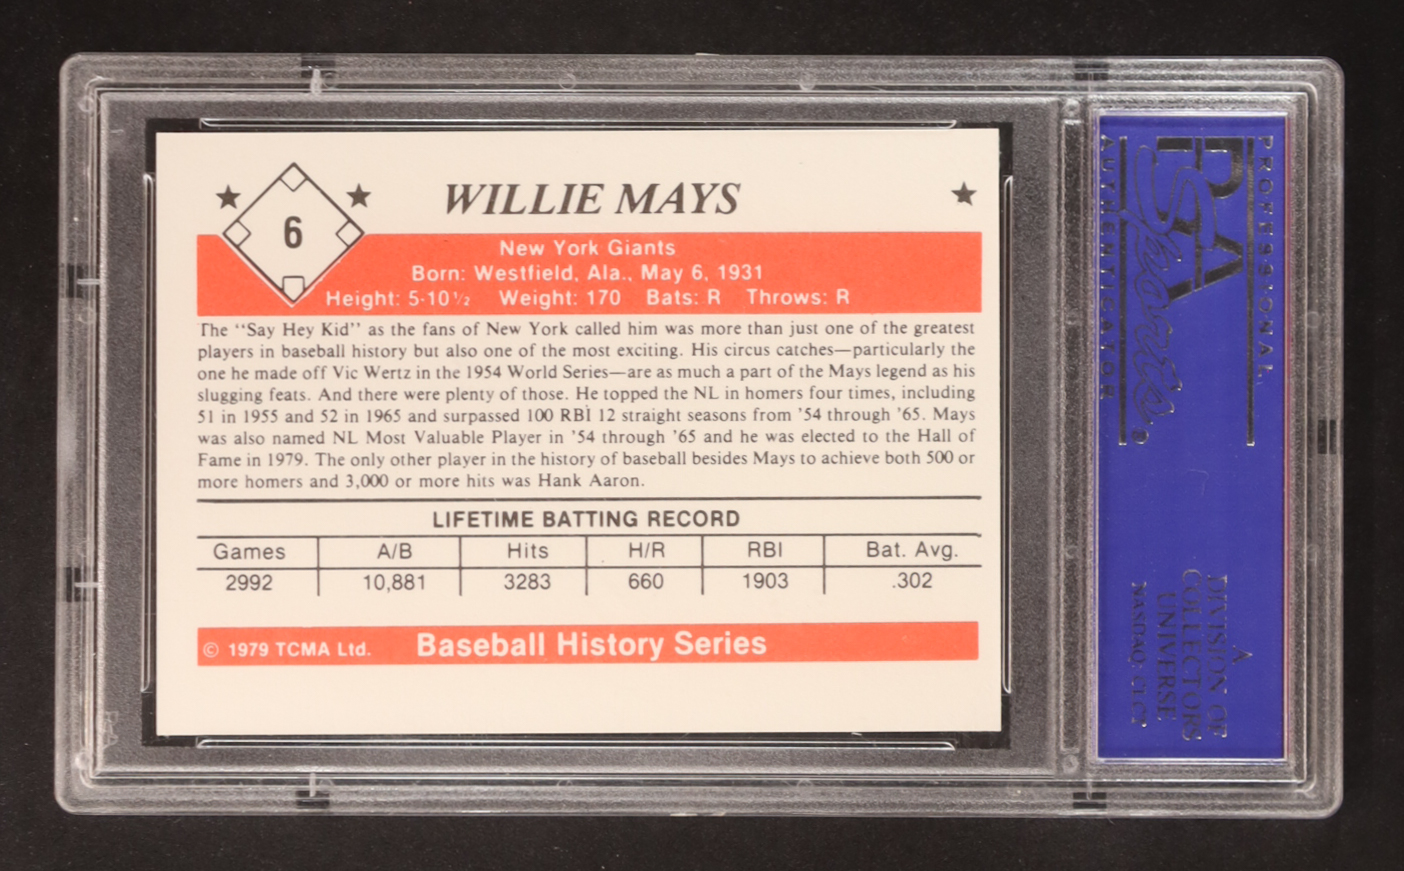 6
WILLIE MAYS
New York Giants
Born: Westfield, Ala., May 6, 1931
Height: 5-10½ Weight: 170 Bats: R Throws: R
The "Say Hey Kid" as the fans of New York called him was more than just one of the greatest
players in baseball history but also one of the most exciting. His circus catches—particularly the
one he made off Vic Wertz in the 1954 World Series—are as much a part of the Mays legend as his
slugging feats. And there were plenty of those. He topped the NL in homers four times, including
51 in 1955 and 52 in 1965 and surpassed 100 RBI 12 straight seasons from '54 through '65. Mays
was also named NL Most Valuable Player in '54 through '65 and he was elected to the Hall of
Fame in 1979. The only other player in the history of baseball besides Mays to achieve both 500 or
more homers and 3,000 or more hits was Hank Aaron.
LIFETIME BATTING RECORD
Games A/B Hits H/R RBI Bat. Avg.
2992 10,881 3283 660 1903 .302
© 1979 TCMA Ltd. Baseball History Series
PROFESSIONAL
PSA
Sports
AUTHENTICATOR
A
DIVISION OF
COLLECTORS
UNIVERSE
NASDAQ: CLCT